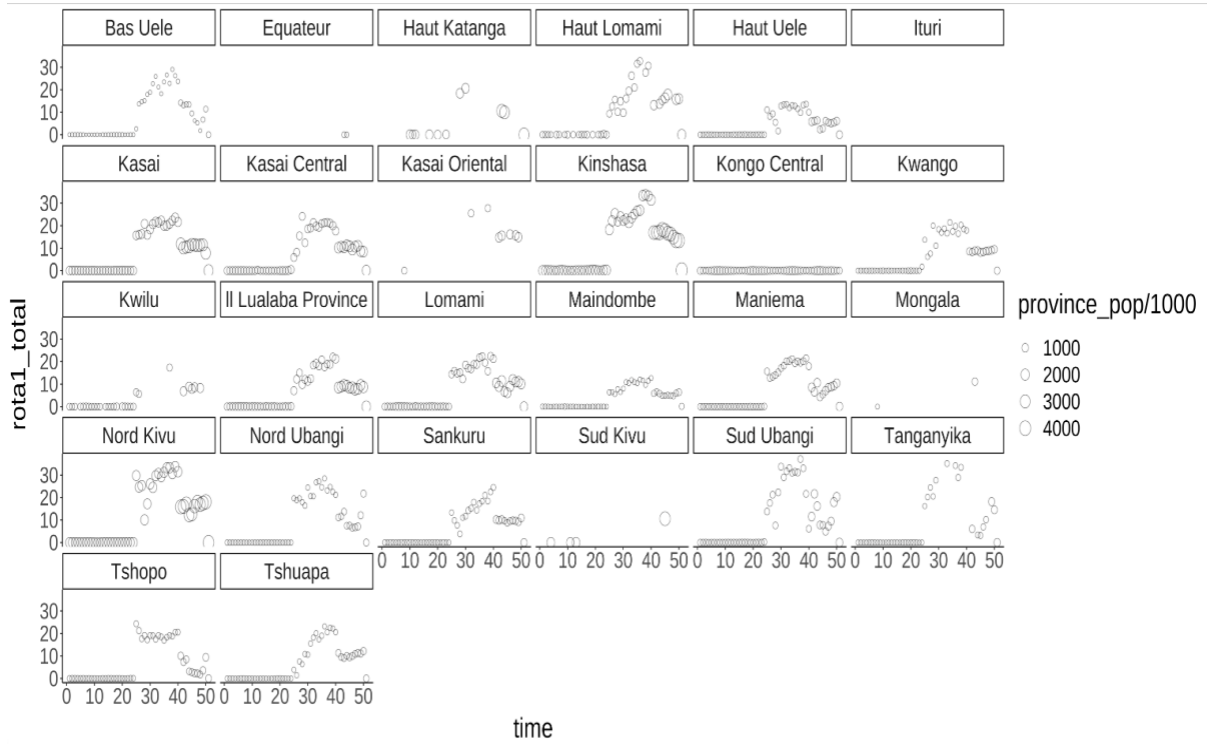 Bas Uele Equateur Haut Katanga Haut Lomami Haut Uele Ituri
30
20
10
0
Kasai Kasai Central Kasai Oriental Kinshasa Kongo Central Kwango
30
20
10
0
Kwilu ll Lualaba Province Lomami Maindombe Maniema Mongala
30
20
10
0
Nord Kivu Nord Ubangi Sankuru Sud Kivu Sud Ubangi Tanganyika
30
20
10
0
0 10 20 30 40 50 0 10 20 30 40 50 0 10 20 30 40 50 0 10 20 30 40 50
Tshopo Tshuapa
30
20
10
0
0 10 20 30 40 50 0 10 20 30 40 50
time
rota1_total
province_pop/1000
1000
2000
3000
4000